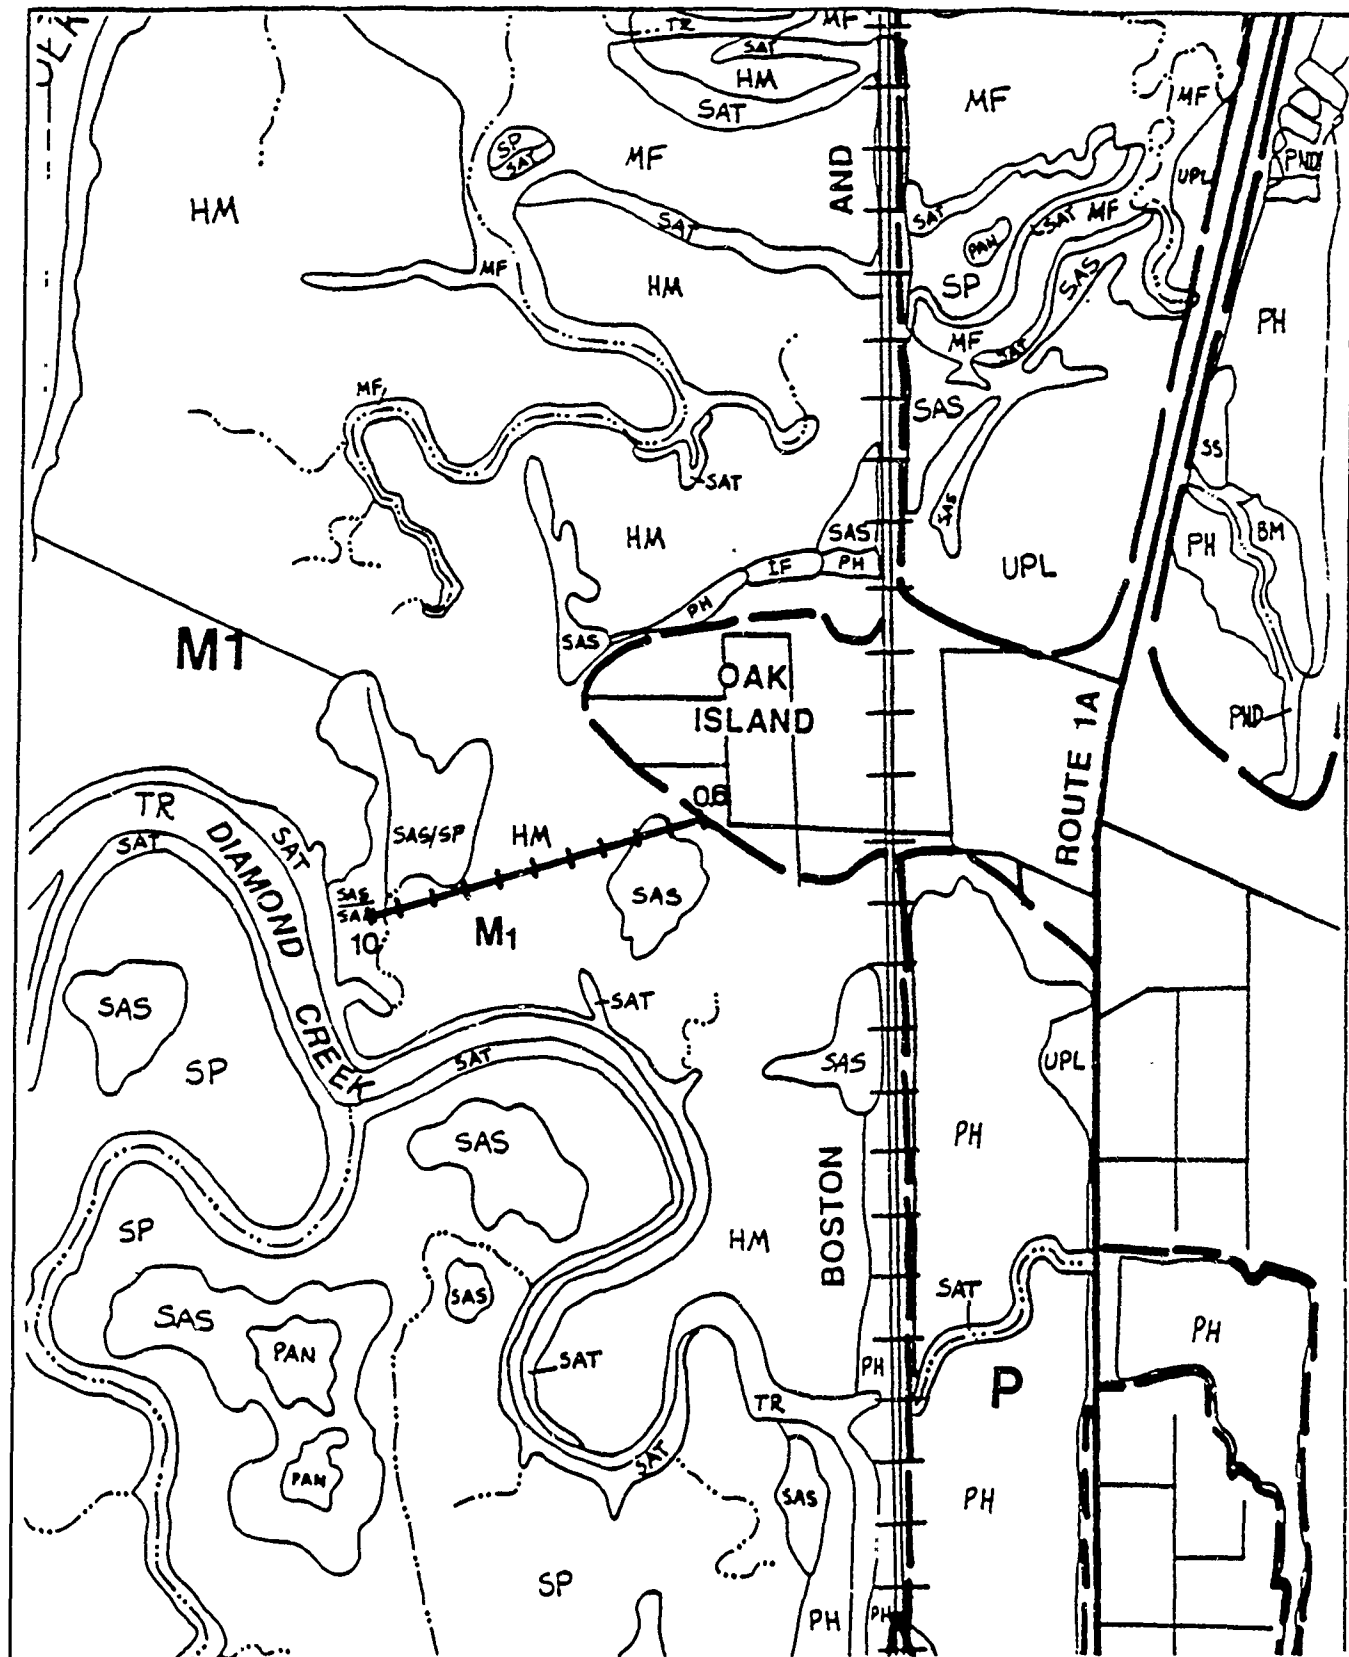 TR
MF
SAT
HM
SAT
MF
MF
SP
SAT
MF
AND
PND
UPL
HM
SAT
SAT
SAT
MF
PAN
MF
HM
SP
SAS
PH
MF
SAT
MF
SAS
SS
SAT
SAS
HM
SAS
BM
PH
IF
PH
UPL
PH
SAS
M1
OAK
ISLAND
PND
ROUTE 1A
06
TR
SAT
SAT
DIAMOND
CREEK
SAS/SP
HM
SAS
SAS
10
M1
SAS
SAT
SP
SAT
SAS
UPL
SAS
PH
SP
HM
BOSTON
SAS
SAT
SAS
PAN
SAT
PH
PH
P
TR
SAT
PAN
SAS
PH
SP
PH
PH